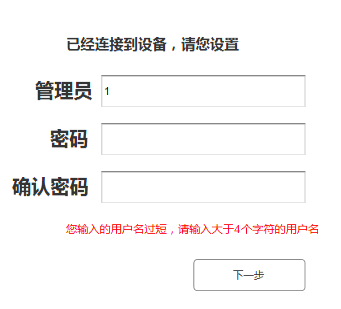 已经连接到设备，请您设置
管理员 1
密码
确认密码
您输入的用户名过短，请输入大于4个字符的用户名
下一步